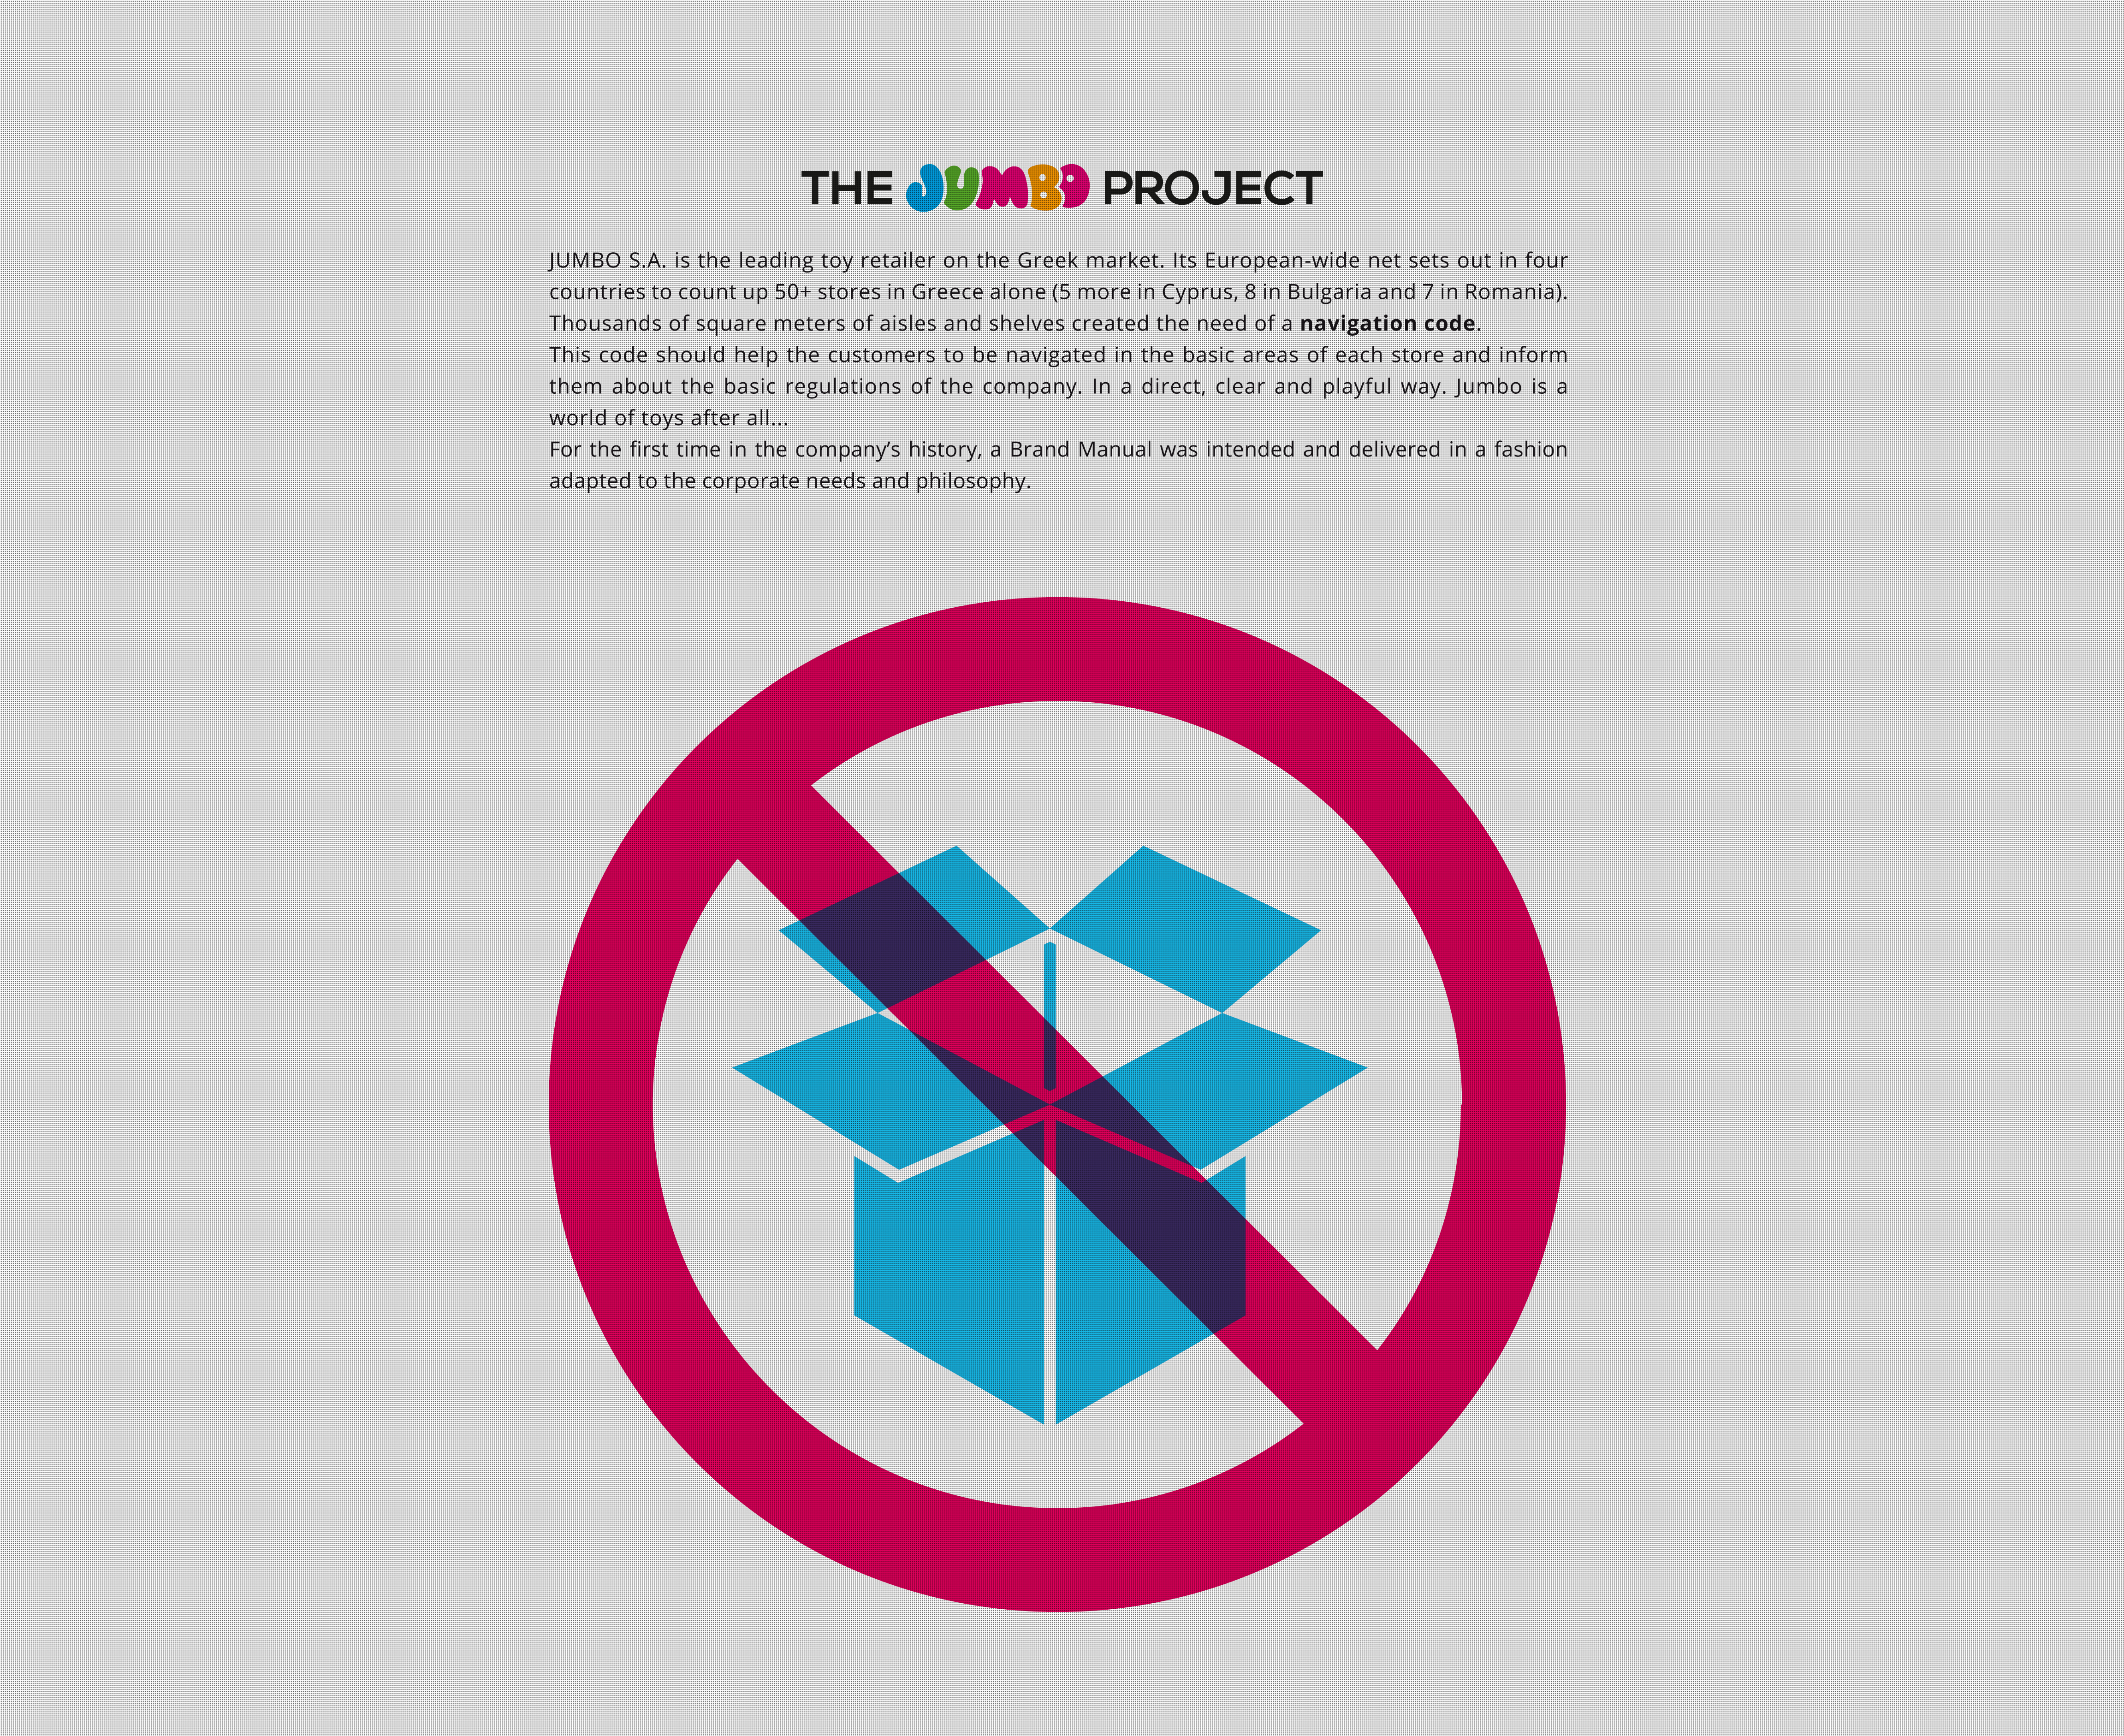 THE JUMBO PROJECT
JUMBO S.A. is the leading toy retailer on the Greek market. Its European-wide net sets out in four
countries to count up 50+ stores in Greece alone (5 more in Cyprus, 8 in Bulgaria and 7 in Romania).
Thousands of square meters of aisles and shelves created the need of a navigation code.
This code should help the customers to be navigated in the basic areas of each store and inform
them about the basic regulations of the company. In a direct, clear and playful way. Jumbo is a
world of toys after all...
For the first time in the company’s history, a Brand Manual was intended and delivered in a fashion
adapted to the corporate needs and philosophy.